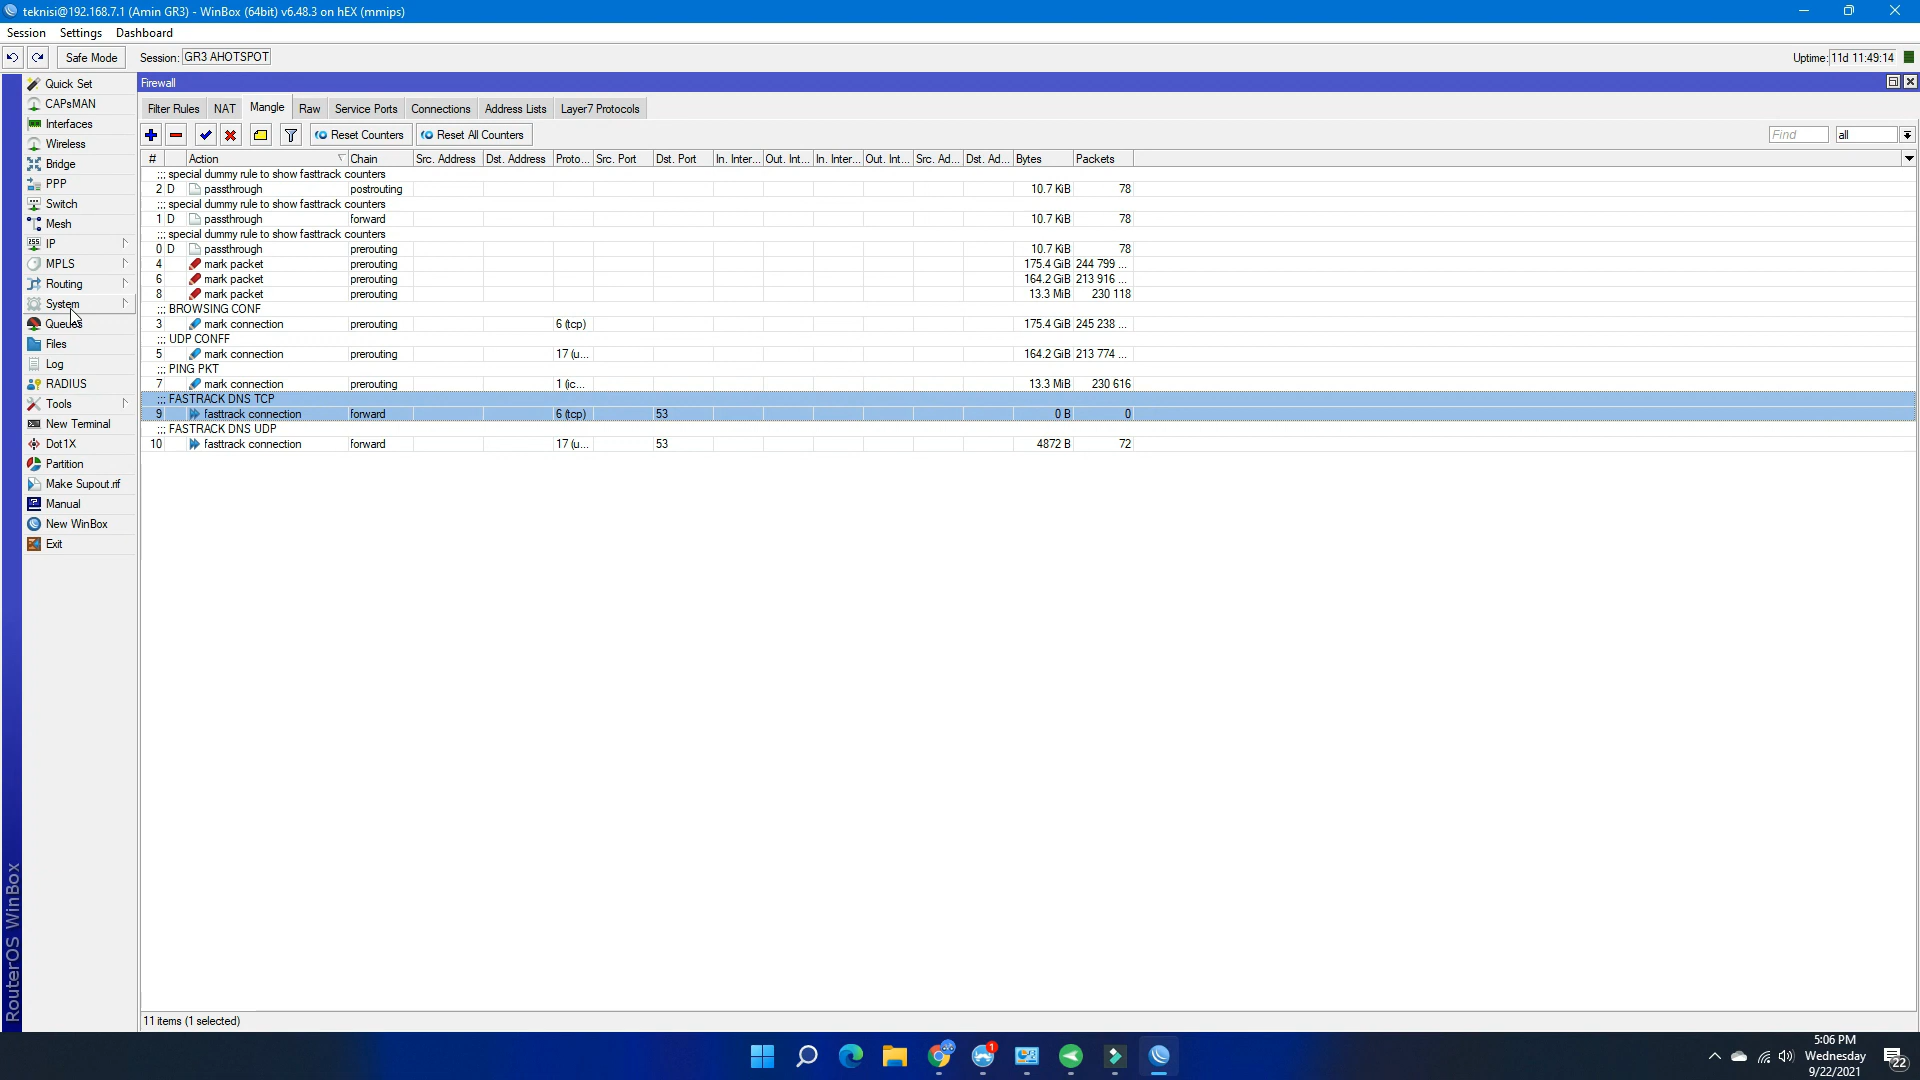 teknisi@192.168.7.1 (Amin GR3) - WinBox (64bit) v6.48.3 on hEX (mmips)
Session Settings Dashboard
Safe Mode Session: GR3 AHOTSPOT Uptime: 11d 11:49:14
Quick Set
CAPsMAN
Interfaces
Wireless
Bridge
PPP
Switch
Mesh
IP
MPLS
Routing
System
Queues
Files
Log
RADIUS
Tools
New Terminal
Dot1X
Partition
Make Supout.rif
Manual
New WinBox
Exit
RouterOS WinBox
Firewall
Filter Rules NAT Mangle Raw Service Ports Connections Address Lists Layer7 Protocols
Reset Counters Reset All Counters Find all
# Action Chain Src. Address Dst. Address Proto... Src. Port Dst. Port In. Inter... Out. Int... In. Inter... Out. Int... Src. Ad... Dst. Ad... Bytes Packets
;;; special dummy rule to show fasttrack counters
2 D passthrough postrouting 10.7 KiB 78
;;; special dummy rule to show fasttrack counters
1 D passthrough forward 10.7 KiB 78
;;; special dummy rule to show fasttrack counters
0 D passthrough prerouting 10.7 KiB 78
4 mark packet prerouting 175.4 GiB 244 799 ...
6 mark packet prerouting 164.2 GiB 213 916 ...
8 mark packet prerouting 13.3 MiB 230 118
;;; BROWSING CONF
3 mark connection prerouting 6 (tcp) 175.4 GiB 245 238 ...
;;; UDP CONFF
5 mark connection prerouting 17 (u... 164.2 GiB 213 774 ...
;;; PING PKT
7 mark connection prerouting 1 (ic... 13.3 MiB 230 616
;;; FASTRACK DNS TCP
9 fasttrack connection forward 6 (tcp) 53 0 B 0
;;; FASTRACK DNS UDP
10 fasttrack connection forward 17 (u... 53 4872 B 72
11 items (1 selected)
1
5:06 PM
Wednesday
9/22/2021
22